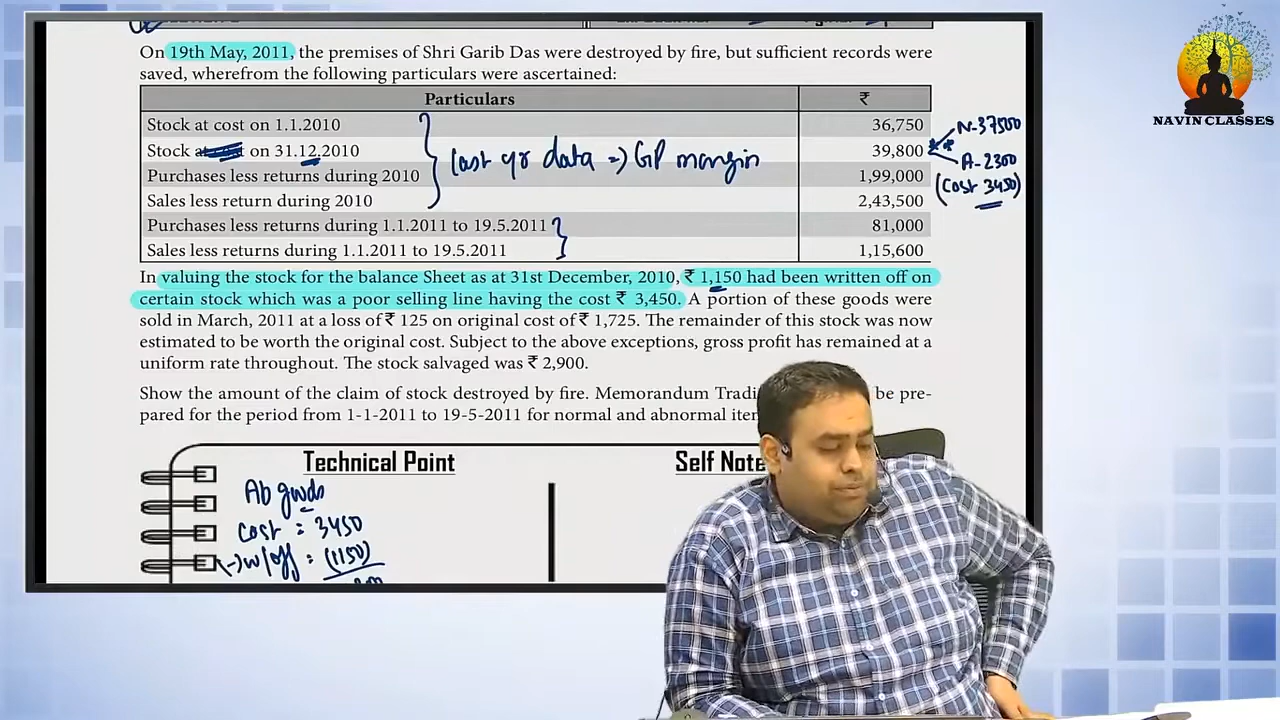 NAVIN CLASSES
On 19th May, 2011, the premises of Shri Garib Das were destroyed by fire, but sufficient records were
saved, wherefrom the following particulars were ascertained:
Particulars ₹
Stock at cost on 1.1.2010 36,750
Stock at cost on 31.12.2010 39,800
Purchases less returns during 2010 1,99,000
Sales less return during 2010 2,43,500
Purchases less returns during 1.1.2011 to 19.5.2011 81,000
Sales less returns during 1.1.2011 to 19.5.2011 1,15,600
Last yr data ⇒ GP margin
N-37500
A-2300
(Cost 3450)
In valuing the stock for the balance Sheet as at 31st December, 2010, ₹ 1,150 had been written off on
certain stock which was a poor selling line having the cost ₹ 3,450. A portion of these goods were
sold in March, 2011 at a loss of ₹ 125 on original cost of ₹ 1,725. The remainder of this stock was now
estimated to be worth the original cost. Subject to the above exceptions, gross profit has remained at a
uniform rate throughout. The stock salvaged was ₹ 2,900.
Show the amount of the claim of stock destroyed by fire. Memorandum Tradi be pre-
pared for the period from 1-1-2011 to 19-5-2011 for normal and abnormal ite
Technical Point
Self Note
Ab goods
Cost : 3450
(-) w/off : (1150)